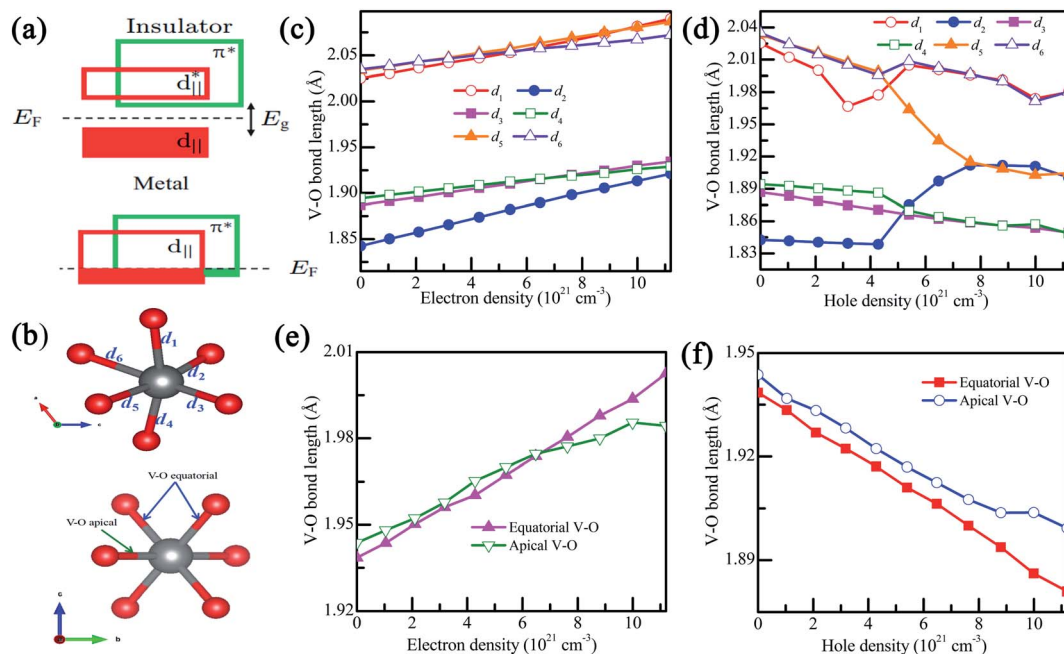 (a)
Insulator
π*
d||*
E_F
E_g
d||
Metal
π*
d||
E_F
(b)
d1
d6
d2
d5
d3
d4
a
c
V-O equatorial
V-O apical
c
b
(c)
2.05
2.00
1.90
1.85
V-O bond length (Å)
d1 d2
d3 d4
d5 d6
0 2 4 6 8 10
Electron density (10^21 cm^-3)
(d)
2.04
2.01
1.98
1.95
1.92
1.89
1.86
1.83
V-O bond length (Å)
d1 d2 d3
d4 d5 d6
0 2 4 6 8 10
Hole density (10^21 cm^-3)
(e)
2.01
1.98
1.95
1.92
V-O bond length (Å)
Equatorial V-O
Apical V-O
0 2 4 6 8 10
Electron density (10^21 cm^-3)
(f)
1.95
1.92
1.89
V-O bond length (Å)
Equatorial V-O
Apical V-O
0 2 4 6 8 10
Hole density (10^21 cm^-3)